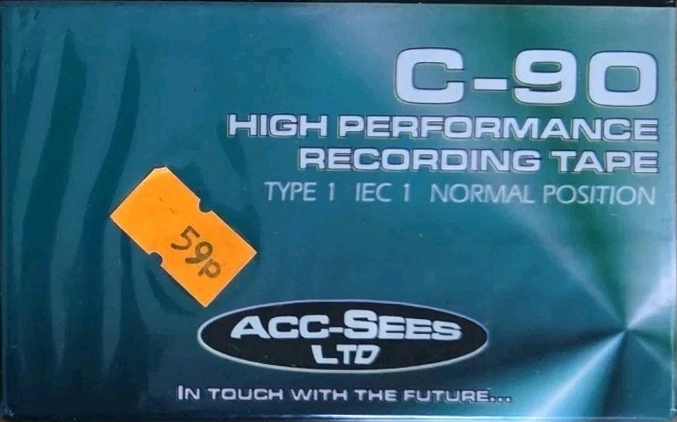 C-90
HIGH PERFORMANCE
RECORDING TAPE
TYPE 1 IEC 1 NORMAL POSITION
59p
ACC-SEES
LTD
IN TOUCH WITH THE FUTURE...